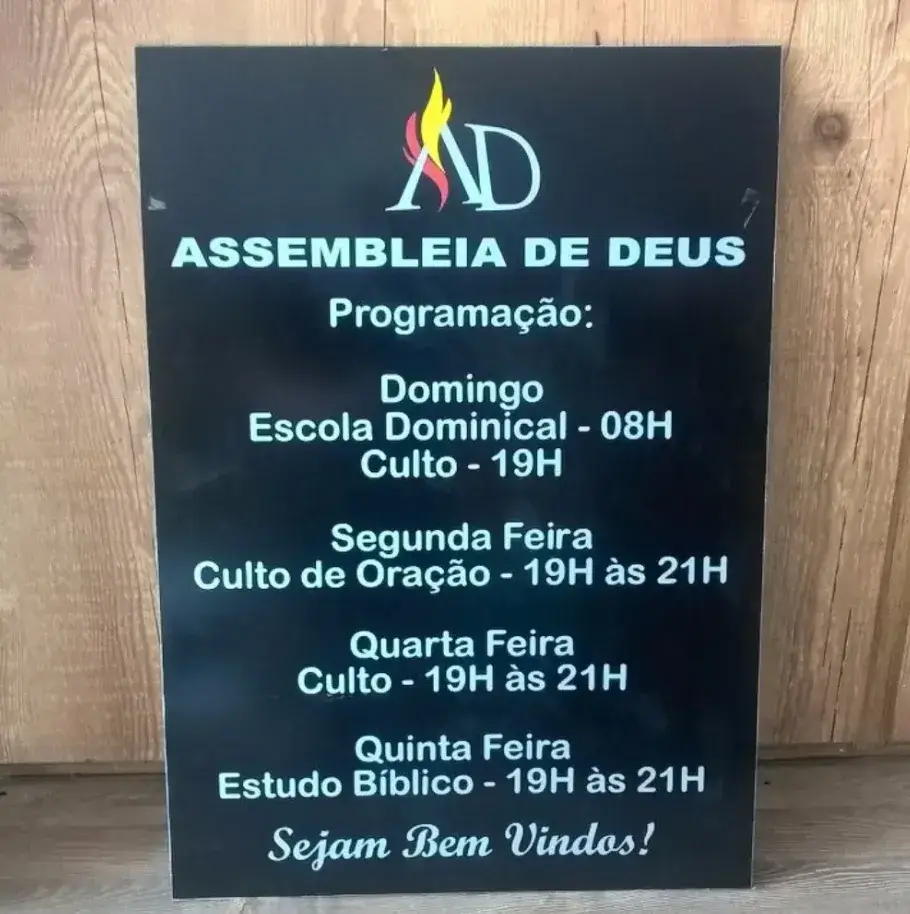 AD
ASSEMBLEIA DE DEUS
Programação:
Domingo
Escola Dominical - 08H
Culto - 19H
Segunda Feira
Culto de Oração - 19H às 21H
Quarta Feira
Culto - 19H às 21H
Quinta Feira
Estudo Bíblico - 19H às 21H
Sejam Bem Vindos!